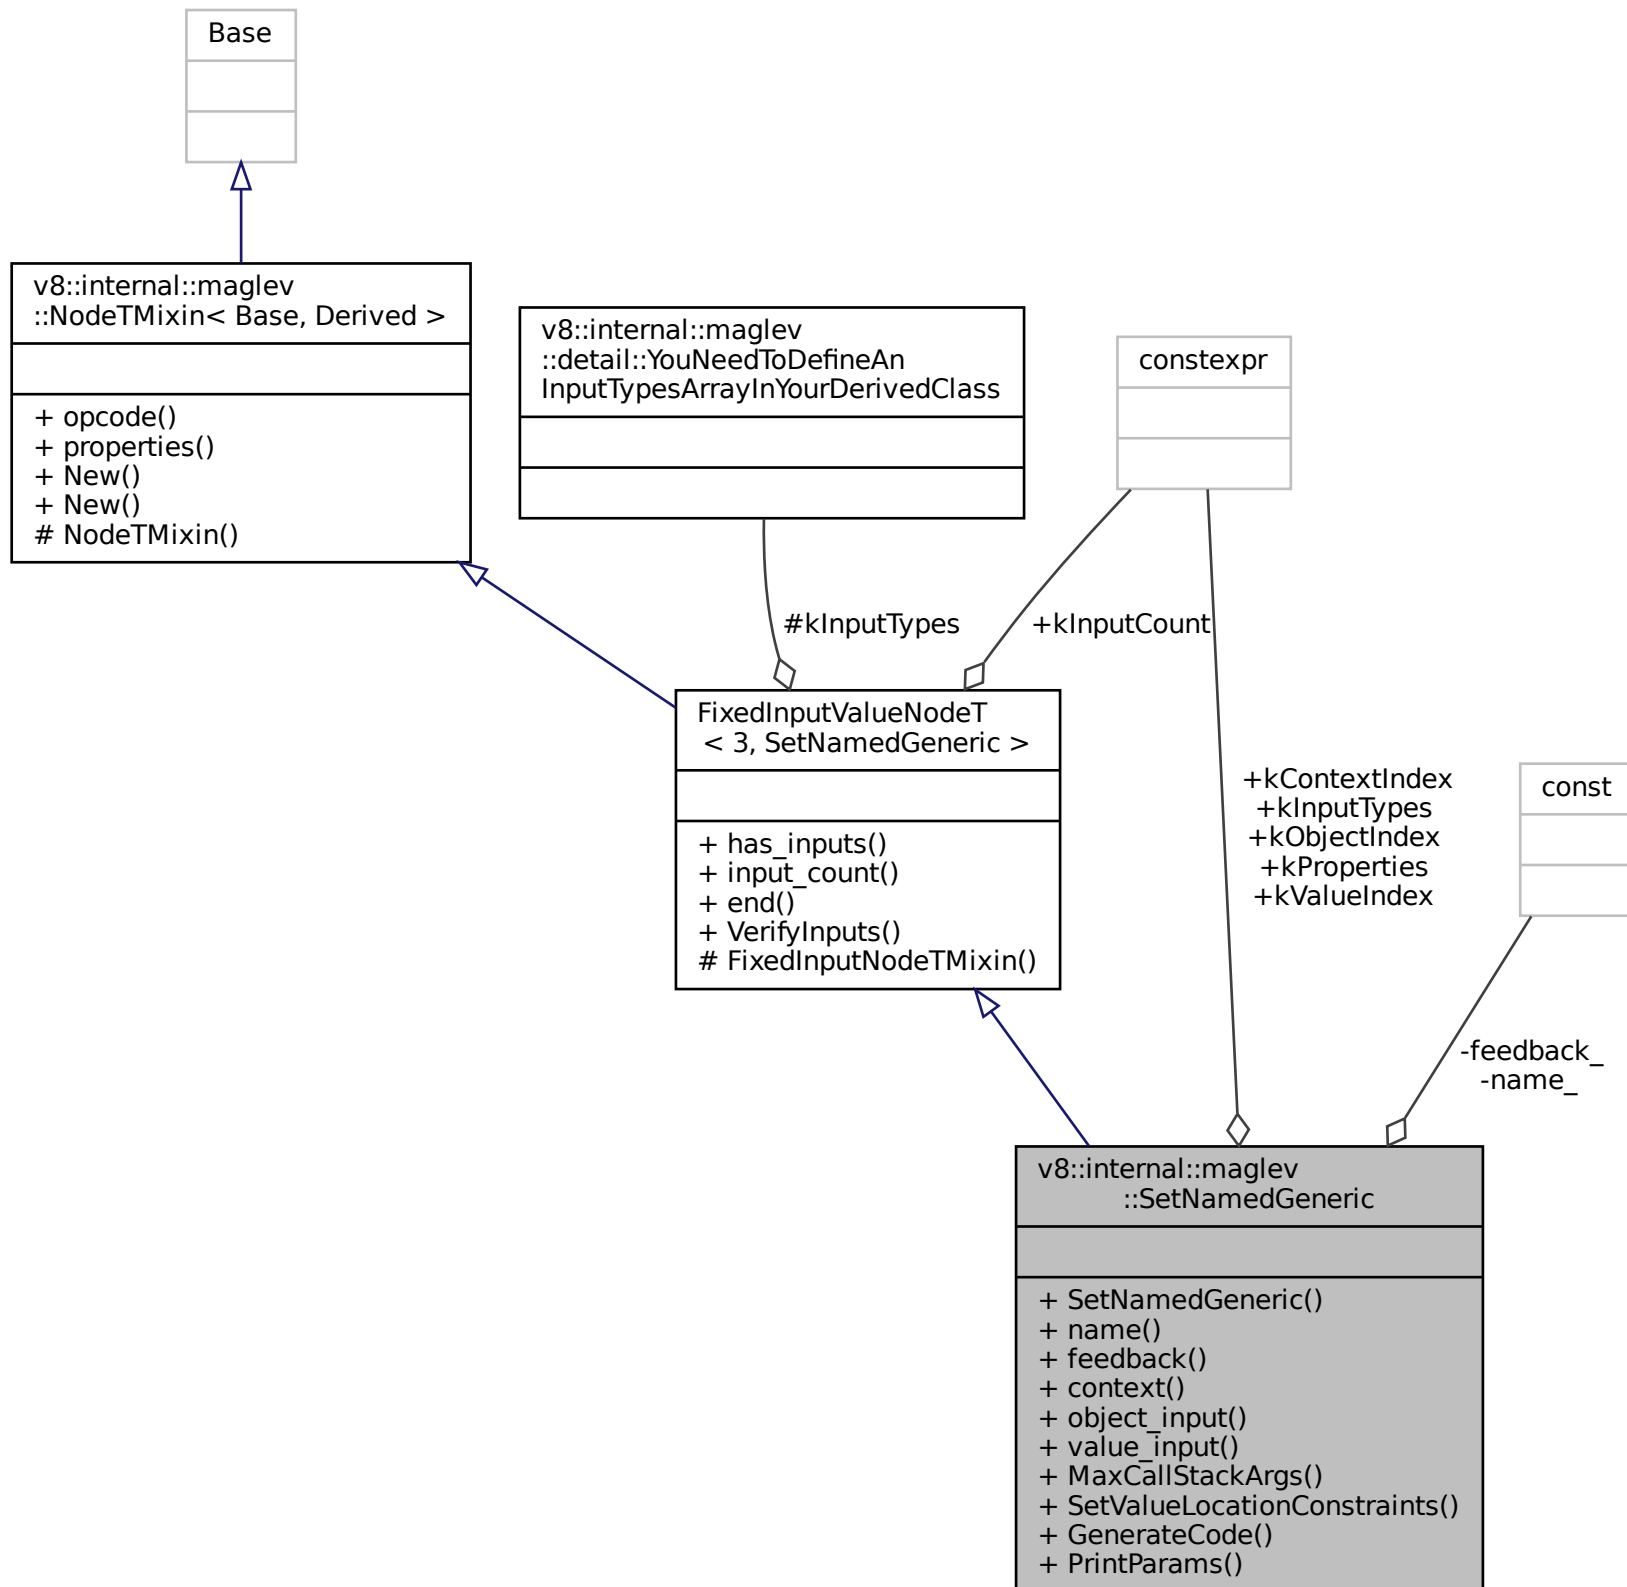 Base
v8::internal::maglev
::NodeTMixin< Base, Derived >
+ opcode()
+ properties()
+ New()
+ New()
# NodeTMixin()
v8::internal::maglev
::detail::YouNeedToDefineAn
InputTypesArrayInYourDerivedClass
constexpr
#kInputTypes
+kInputCount
FixedInputValueNodeT
< 3, SetNamedGeneric >
+ has_inputs()
+ input_count()
+ end()
+ VerifyInputs()
# FixedInputNodeTMixin()
+kContextIndex
+kInputTypes
+kObjectIndex
+kProperties
+kValueIndex
const
-feedback_
-name_
v8::internal::maglev
::SetNamedGeneric
+ SetNamedGeneric()
+ name()
+ feedback()
+ context()
+ object_input()
+ value_input()
+ MaxCallStackArgs()
+ SetValueLocationConstraints()
+ GenerateCode()
+ PrintParams()